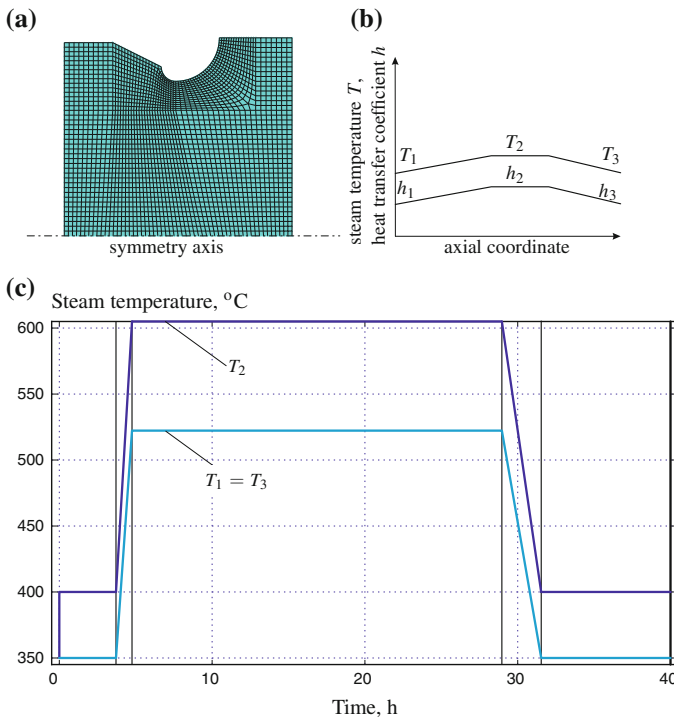 (a)
symmetry axis
(b)
steam temperature T,
heat transfer coefficient h
T₁
T₂
T₃
h₁
h₂
h₃
axial coordinate
(c)
Steam temperature, °C
600
550
500
450
400
350
T₂
T₁ = T₃
0
10
20
30
40
Time, h